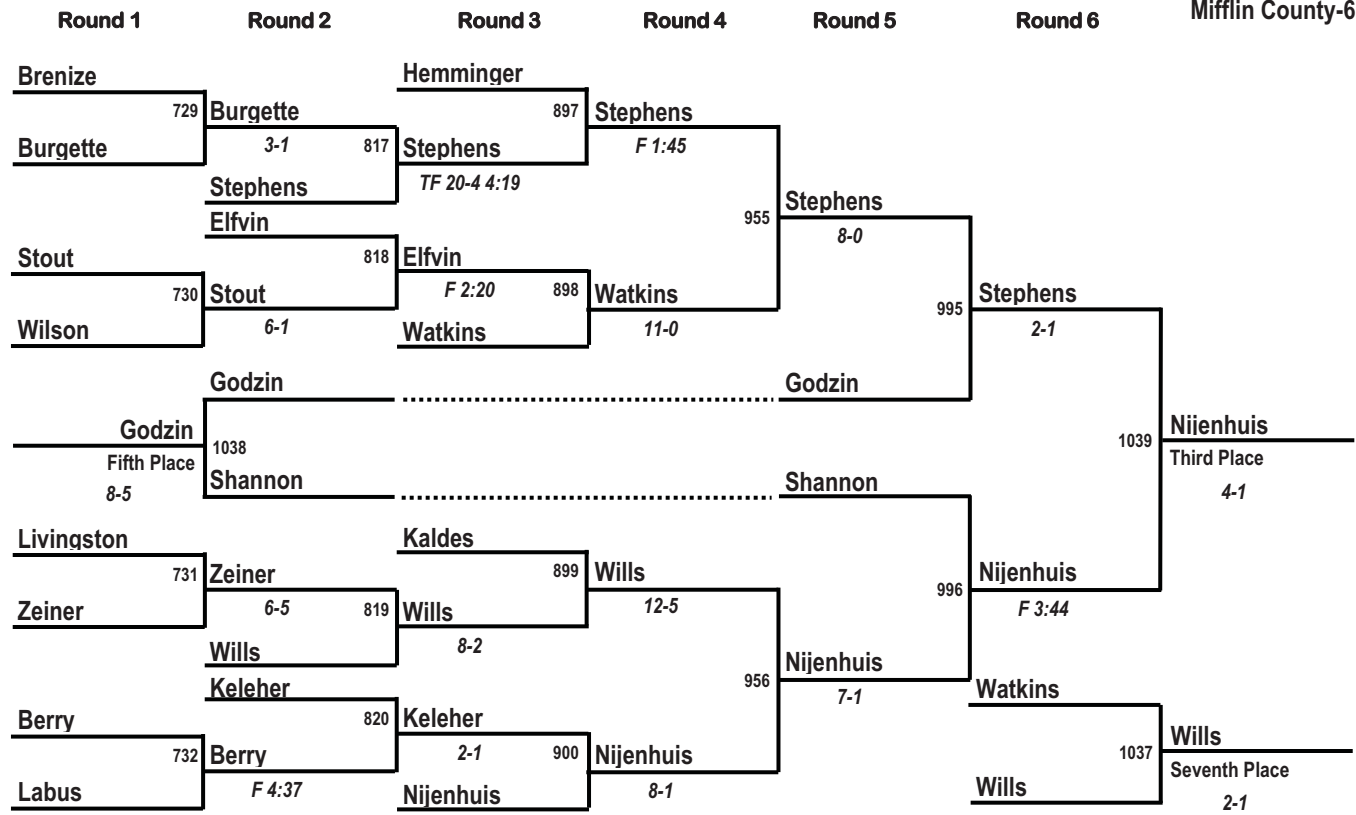 Round 1 Round 2 Round 3 Round 4 Round 5 Round 6 Mifflin County-6
Brenize Hemminger
729 Burgette 897 Stephens
Burgette 3-1 817 Stephens F 1:45
Stephens TF 20-4 4:19
Elfvin 955 Stephens
Stout 818 Elfvin 8-0
730 Stout F 2:20 898 Watkins 995 Stephens
Wilson 6-1 Watkins 11-0 2-1
Godzin Godzin
Godzin 1038 1039 Nijenhuis
Fifth Place Third Place
8-5 Shannon Shannon 4-1
Livingston Kaldes
731 Zeiner 899 Wills 996 Nijenhuis
Zeiner 6-5 819 Wills 12-5 F 3:44
Wills 8-2
Keleher 956 Nijenhuis Watkins
Berry 820 Keleher 7-1
732 Berry 2-1 900 Nijenhuis 1037 Wills
Labus F 4:37 Nijenhuis 8-1 Wills Seventh Place
2-1